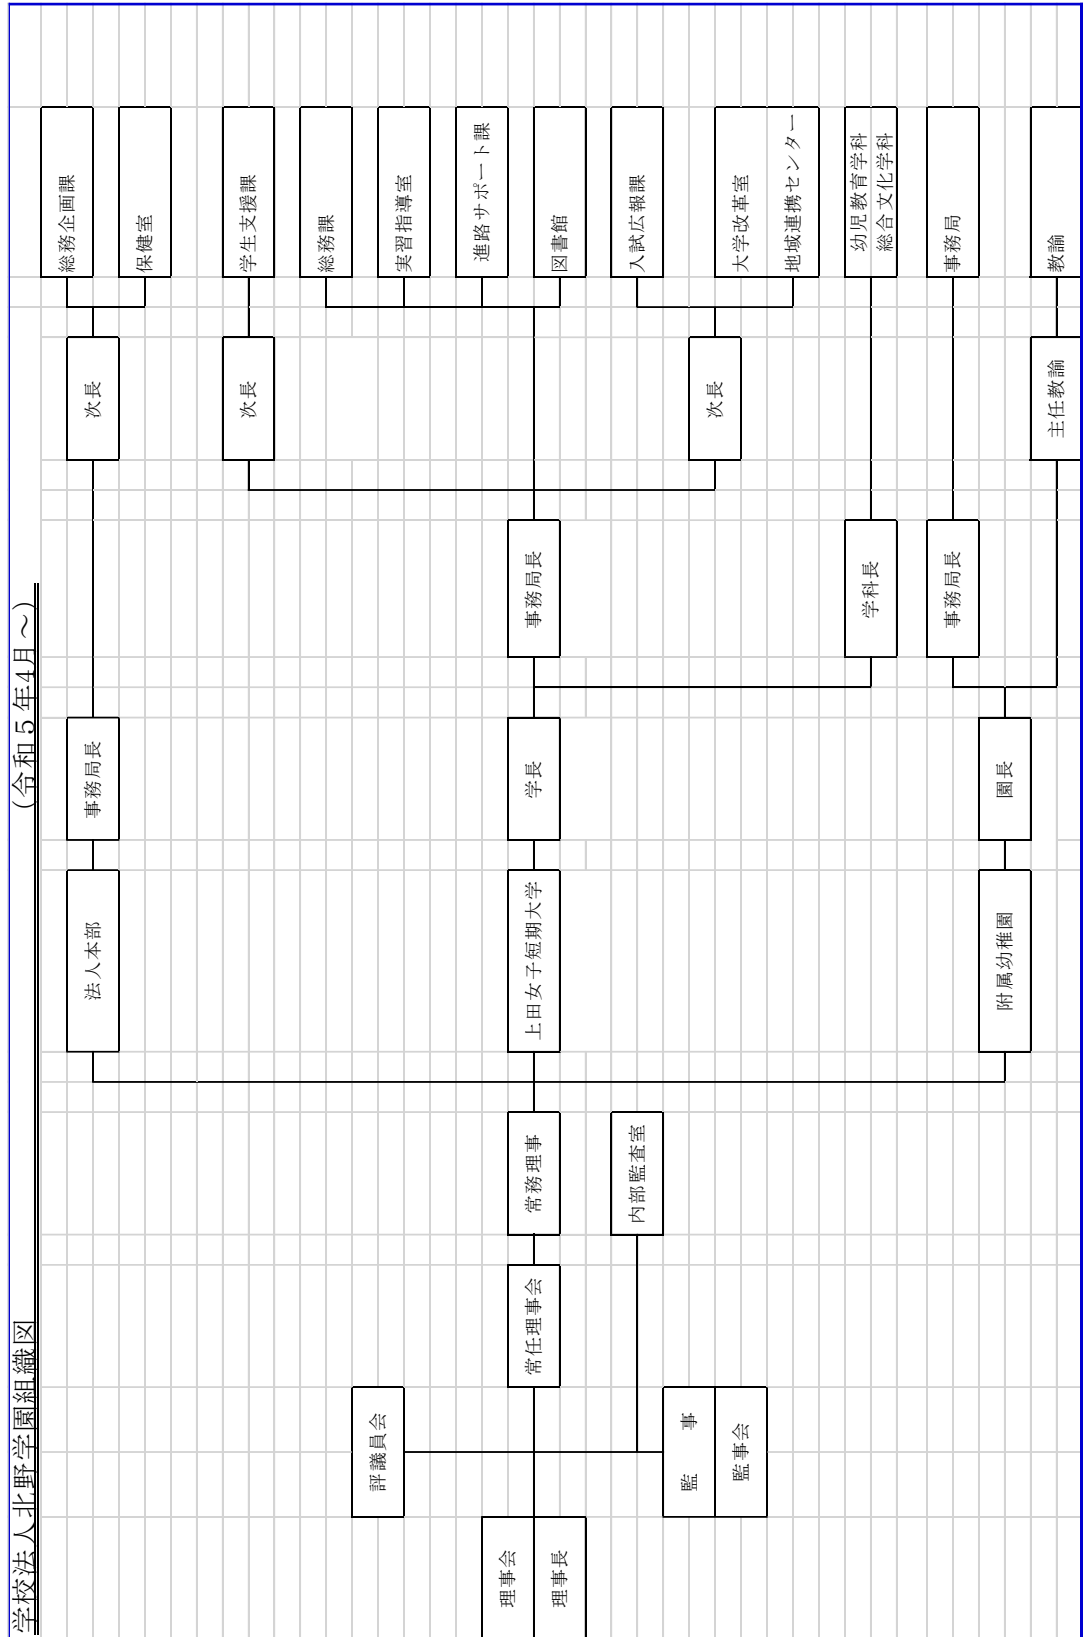 学校法人北野学園組織図
（令和５年4月～）
理事会
理事長
評議員会
監　事
監事会
常任理事会
常務理事
内部監査室
法人本部
上田女子短期大学
附属幼稚園
事務局長
学長
園長
事務局長
学科長
事務局長
次長
次長
次長
主任教諭
総務企画課
保健室
学生支援課
総務課
実習指導室
進路サポート課
図書館
入試広報課
大学改革室
地域連携センター
幼児教育学科
総合文化学科
事務局
教諭